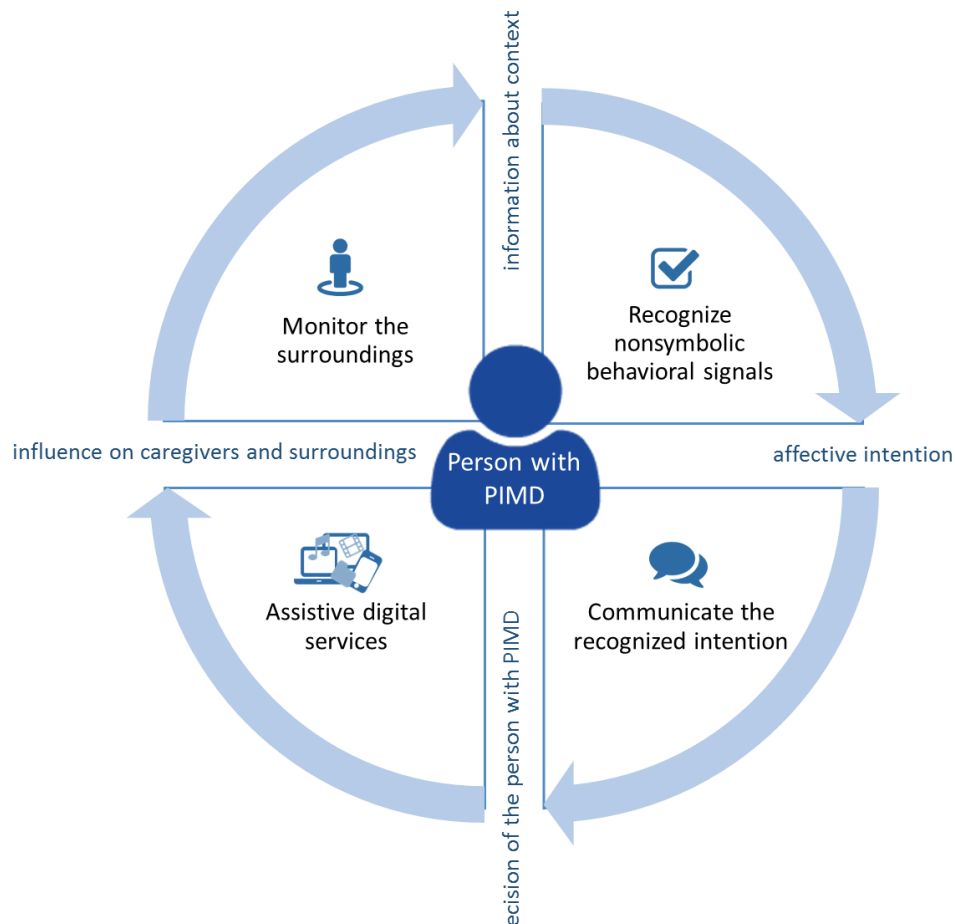 information about context
Monitor the
surroundings
Recognize
nonsymbolic
behavioral signals
influence on caregivers and surroundings
Person with
PIMD
affective intention
Assistive digital
services
Communicate the
recognized intention
ecision of the person with PIMD